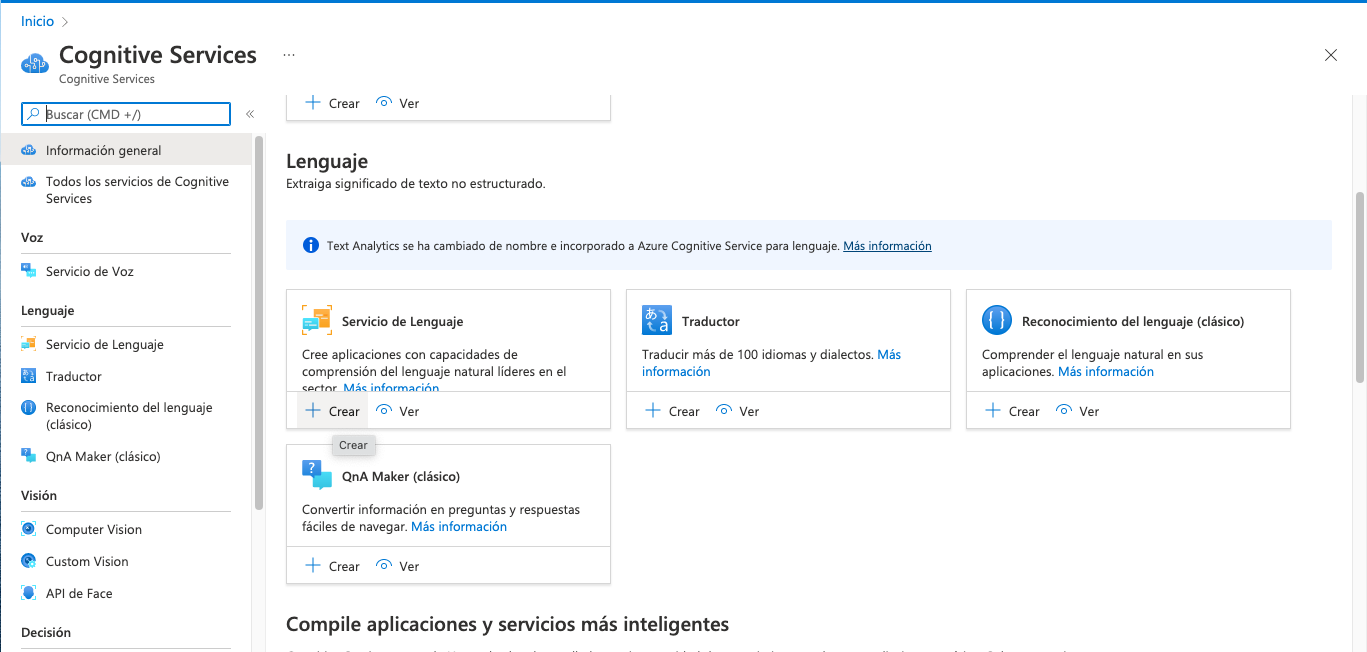 Inicio
Cognitive Services
Cognitive Services
Buscar (CMD +/)
Información general
Todos los servicios de Cognitive
Services
Voz
Servicio de Voz
Lenguaje
Servicio de Lenguaje
Traductor
Reconocimiento del lenguaje
(clásico)
QnA Maker (clásico)
Visión
Computer Vision
Custom Vision
API de Face
Decisión
Crear
Ver
Lenguaje
Extraiga significado de texto no estructurado.
Text Analytics se ha cambiado de nombre e incorporado a Azure Cognitive Service para lenguaje. Más información
Servicio de Lenguaje
Cree aplicaciones con capacidades de
comprensión del lenguaje natural líderes en el
sector. Más información
Crear
Ver
Crear
Traductor
Traducir más de 100 idiomas y dialectos. Más
información
Crear
Ver
Reconocimiento del lenguaje (clásico)
Comprender el lenguaje natural en sus
aplicaciones. Más información
Crear
Ver
QnA Maker (clásico)
Convertir información en preguntas y respuestas
fáciles de navegar. Más información
Crear
Ver
Compile aplicaciones y servicios más inteligentes